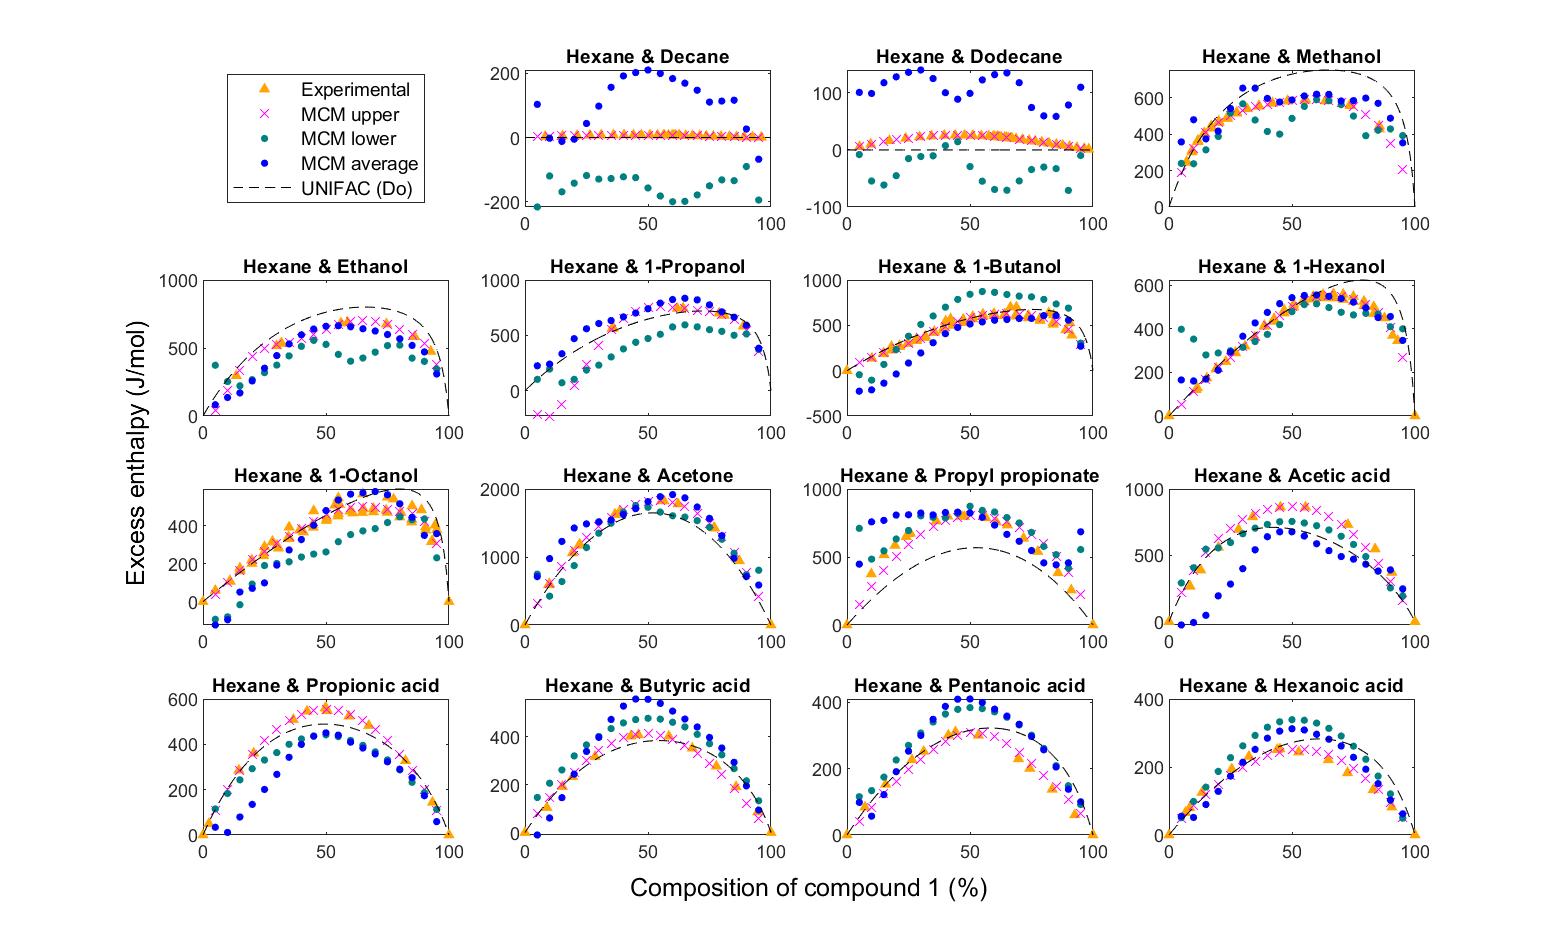 Experimental
MCM upper
MCM lower
MCM average
UNIFAC (Do)
Hexane & Decane
200
0
-200
0 50 100
Hexane & Dodecane
100
0
-100
0 50 100
Hexane & Methanol
600
400
200
0
0 50 100
Hexane & Ethanol
1000
500
0
0 50 100
Hexane & 1-Propanol
1000
500
0
0 50 100
Hexane & 1-Butanol
1000
500
0
-500
0 50 100
Hexane & 1-Hexanol
600
400
200
0
0 50 100
Hexane & 1-Octanol
400
200
0
0 50 100
Hexane & Acetone
2000
1000
0
0 50 100
Hexane & Propyl propionate
1000
500
0
0 50 100
Hexane & Acetic acid
1000
500
0
0 50 100
Hexane & Propionic acid
600
400
200
0
0 50 100
Hexane & Butyric acid
400
200
0
0 50 100
Hexane & Pentanoic acid
400
200
0
0 50 100
Hexane & Hexanoic acid
400
200
0
0 50 100
Excess enthalpy (J/mol)
Composition of compound 1 (%)